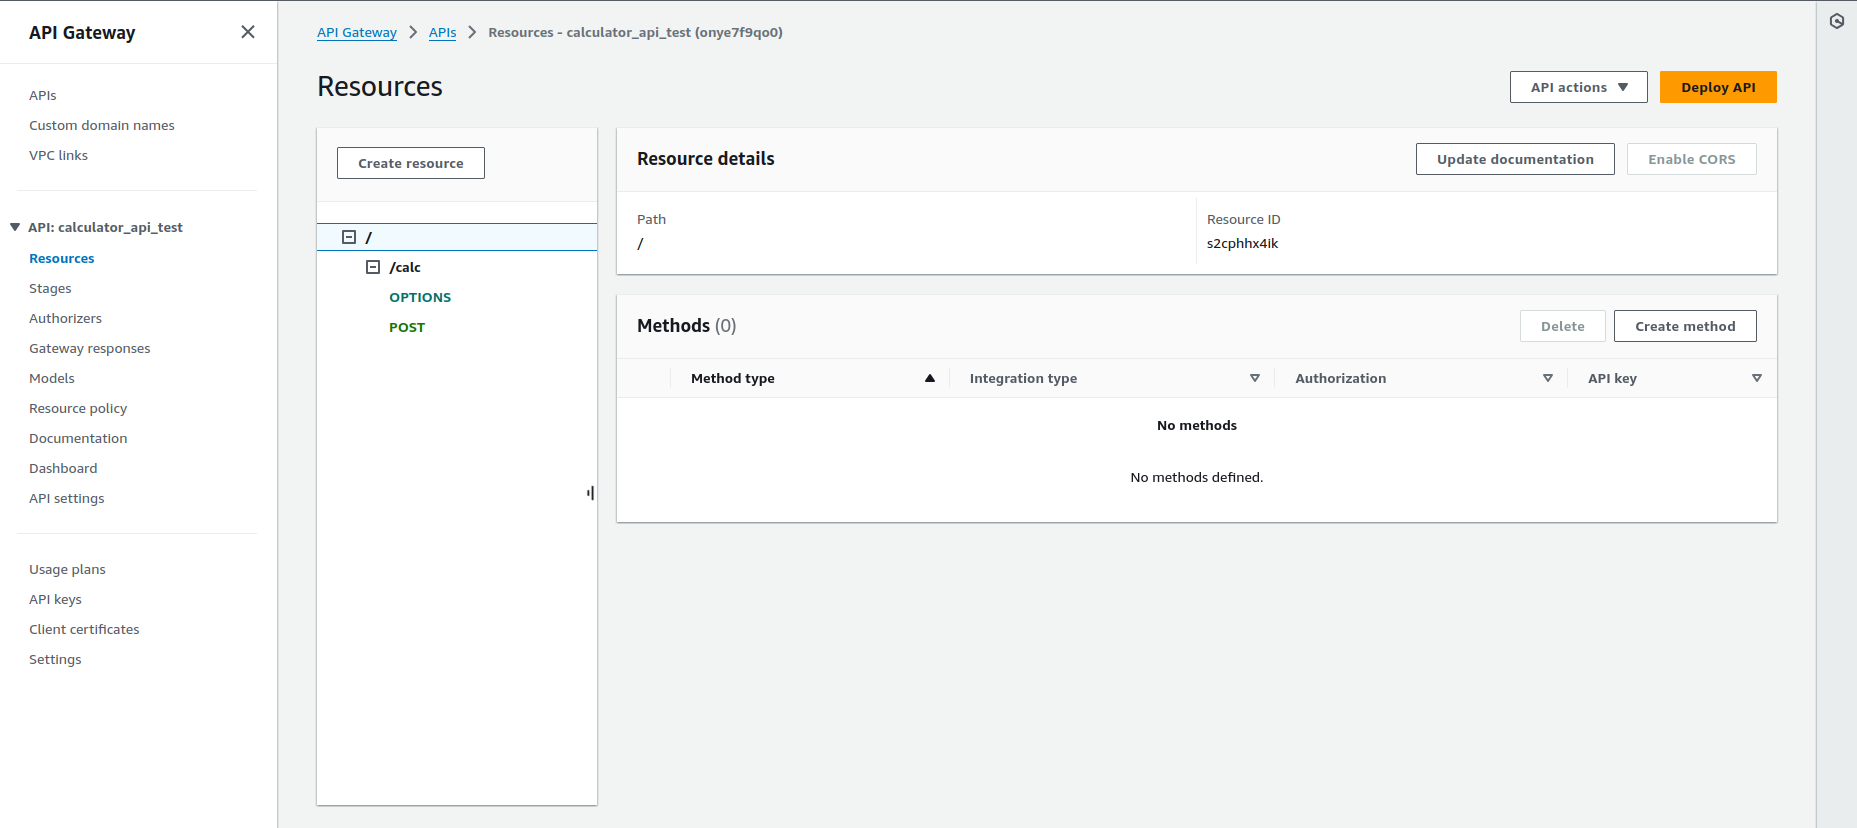 API Gateway
APIs
Custom domain names
VPC links
API: calculator_api_test
Resources
Stages
Authorizers
Gateway responses
Models
Resource policy
Documentation
Dashboard
API settings
Usage plans
API keys
Client certificates
Settings
API Gateway > APIs > Resources - calculator_api_test (onye7f9qo0)
Resources
API actions
Deploy API
Create resource
/
/calc
OPTIONS
POST
Resource details
Update documentation
Enable CORS
Path
/
Resource ID
s2cphhx4ik
Methods (0)
Delete
Create method
Method type Integration type Authorization API key
No methods
No methods defined.